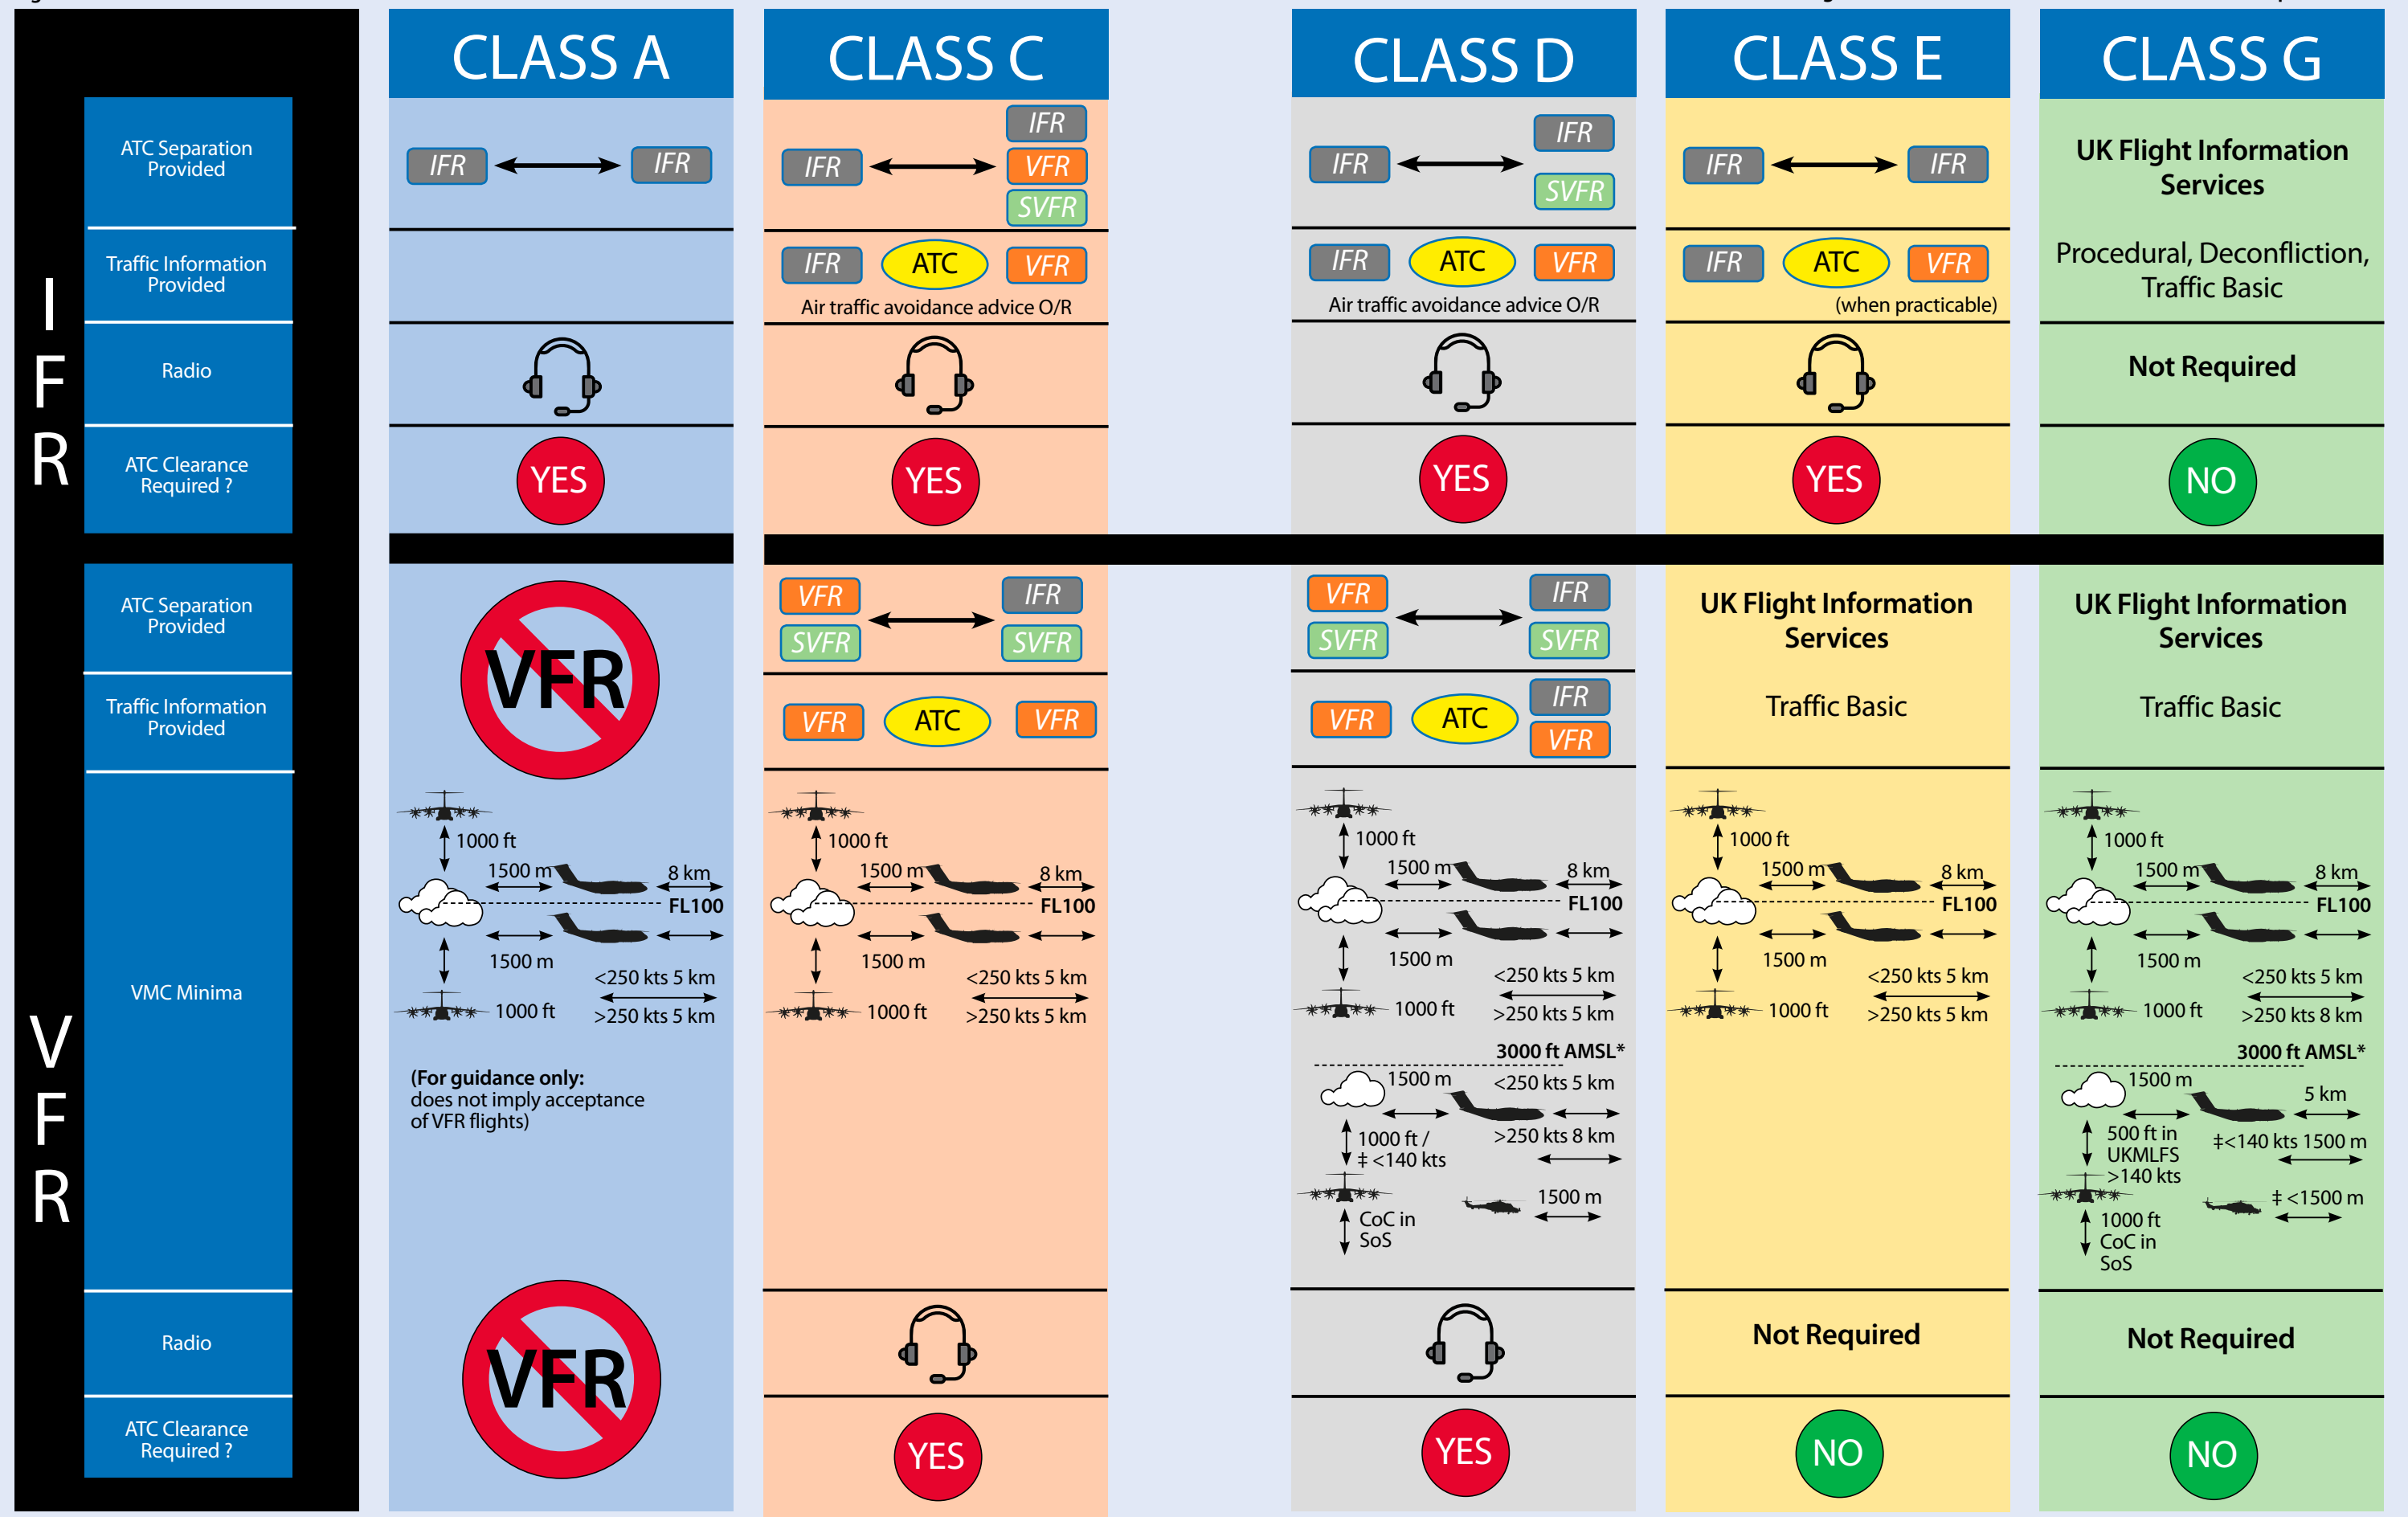 CLASS A
CLASS C
CLASS D
CLASS E
CLASS G
I
F
R
ATC Separation
Provided
IFR
IFR
IFR
IFR
VFR
SVFR
IFR
IFR
SVFR
IFR
IFR
UK Flight Information
Services
Procedural, Deconfliction,
Traffic Basic
Traffic Information
Provided
IFR
ATC
VFR
Air traffic avoidance advice O/R
IFR
ATC
VFR
Air traffic avoidance advice O/R
IFR
ATC
VFR
(when practicable)
Radio
Not Required
ATC Clearance
Required ?
YES
YES
YES
YES
NO
V
F
R
ATC Separation
Provided
VFR
VFR
SVFR
IFR
SVFR
VFR
SVFR
IFR
SVFR
UK Flight Information
Services
Traffic Basic
UK Flight Information
Services
Traffic Basic
Traffic Information
Provided
VFR
ATC
VFR
VFR
ATC
IFR
VFR
VMC Minima
1000 ft
1500 m
8 km
FL100
1500 m
<250 kts 5 km
1000 ft
>250 kts 5 km
(For guidance only:
does not imply acceptance
of VFR flights)
1000 ft
1500 m
8 km
FL100
1500 m
<250 kts 5 km
1000 ft
>250 kts 5 km
1000 ft
1500 m
8 km
FL100
1500 m
<250 kts 5 km
1000 ft
>250 kts 5 km
3000 ft AMSL*
1500 m
<250 kts 5 km
1000 ft /
‡ <140 kts
>250 kts 8 km
1500 m
CoC in
SoS
1000 ft
1500 m
8 km
FL100
1500 m
<250 kts 5 km
1000 ft
>250 kts 5 km
1000 ft
1500 m
8 km
FL100
1500 m
<250 kts 5 km
1000 ft
>250 kts 8 km
3000 ft AMSL*
1500 m
5 km
500 ft in
UKMLFS
>140 kts
‡<140 kts 1500 m
‡ <1500 m
1000 ft
CoC in
SoS
Radio
VFR
Not Required
Not Required
ATC Clearance
Required ?
YES
YES
NO
NO